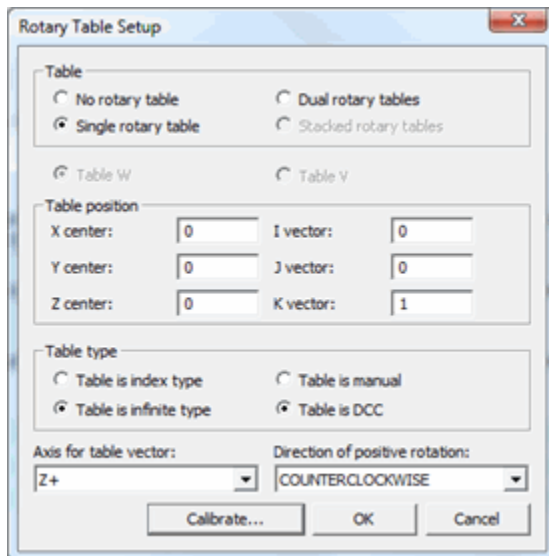 Rotary Table Setup
Table
No rotary table Dual rotary tables
Single rotary table Stacked rotary tables
Table W Table V
Table position
X center: 0 I vector: 0
Y center: 0 J vector: 0
Z center: 0 K vector: 1
Table type
Table is index type Table is manual
Table is infinite type Table is DCC
Axis for table vector: Direction of positive rotation:
Z+ COUNTERCLOCKWISE
Calibrate... OK Cancel